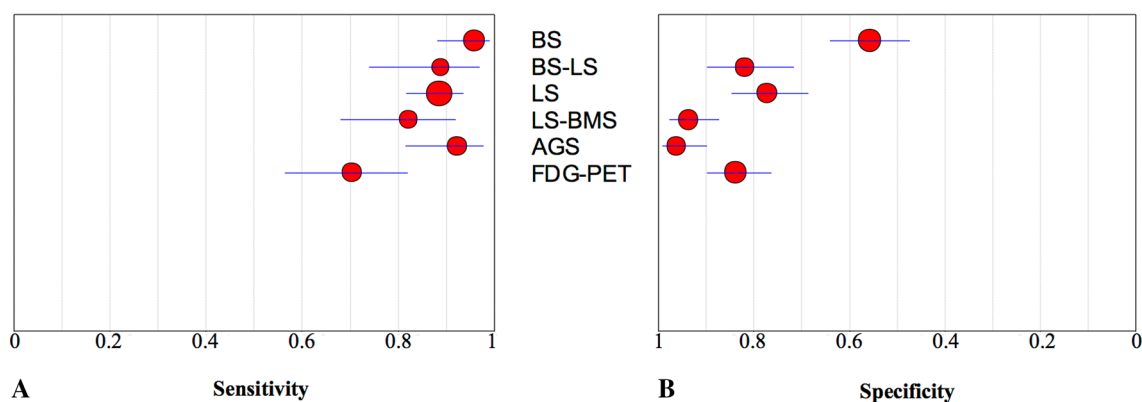 BS
BS-LS
LS
LS-BMS
AGS
FDG-PET
0 0.2 0.4 0.6 0.8 1
1 0.8 0.6 0.4 0.2 0
A Sensitivity
B Specificity